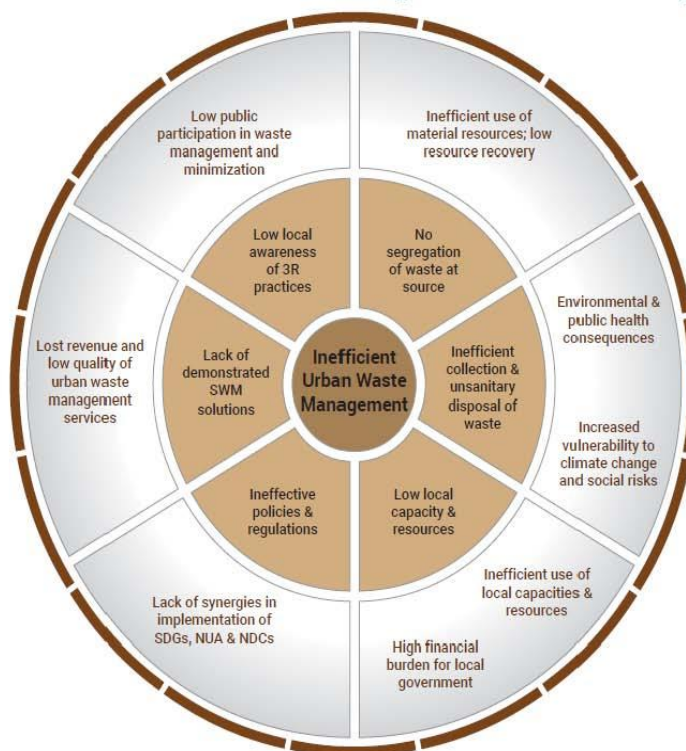 Low public
participation in waste
management and
minimization
Inefficient use of
material resources; low
resource recovery
Low local
awareness
of 3R
practices
No
segregation
of waste at
source
Environmental &
public health
consequences
Lost revenue and
low quality of
urban waste
management
services
Lack of
demonstrated
SWM
solutions
Inefficient
Urban Waste
Management
Inefficient
collection &
unsanitary
disposal of
waste
Increased
vulnerability to
climate change
and social risks
Ineffective
policies &
regulations
Low local
capacity &
resources
Lack of synergies in
implementation of
SDGs, NUA & NDCs
Inefficient use of
local capacities &
resources
High financial
burden for local
government